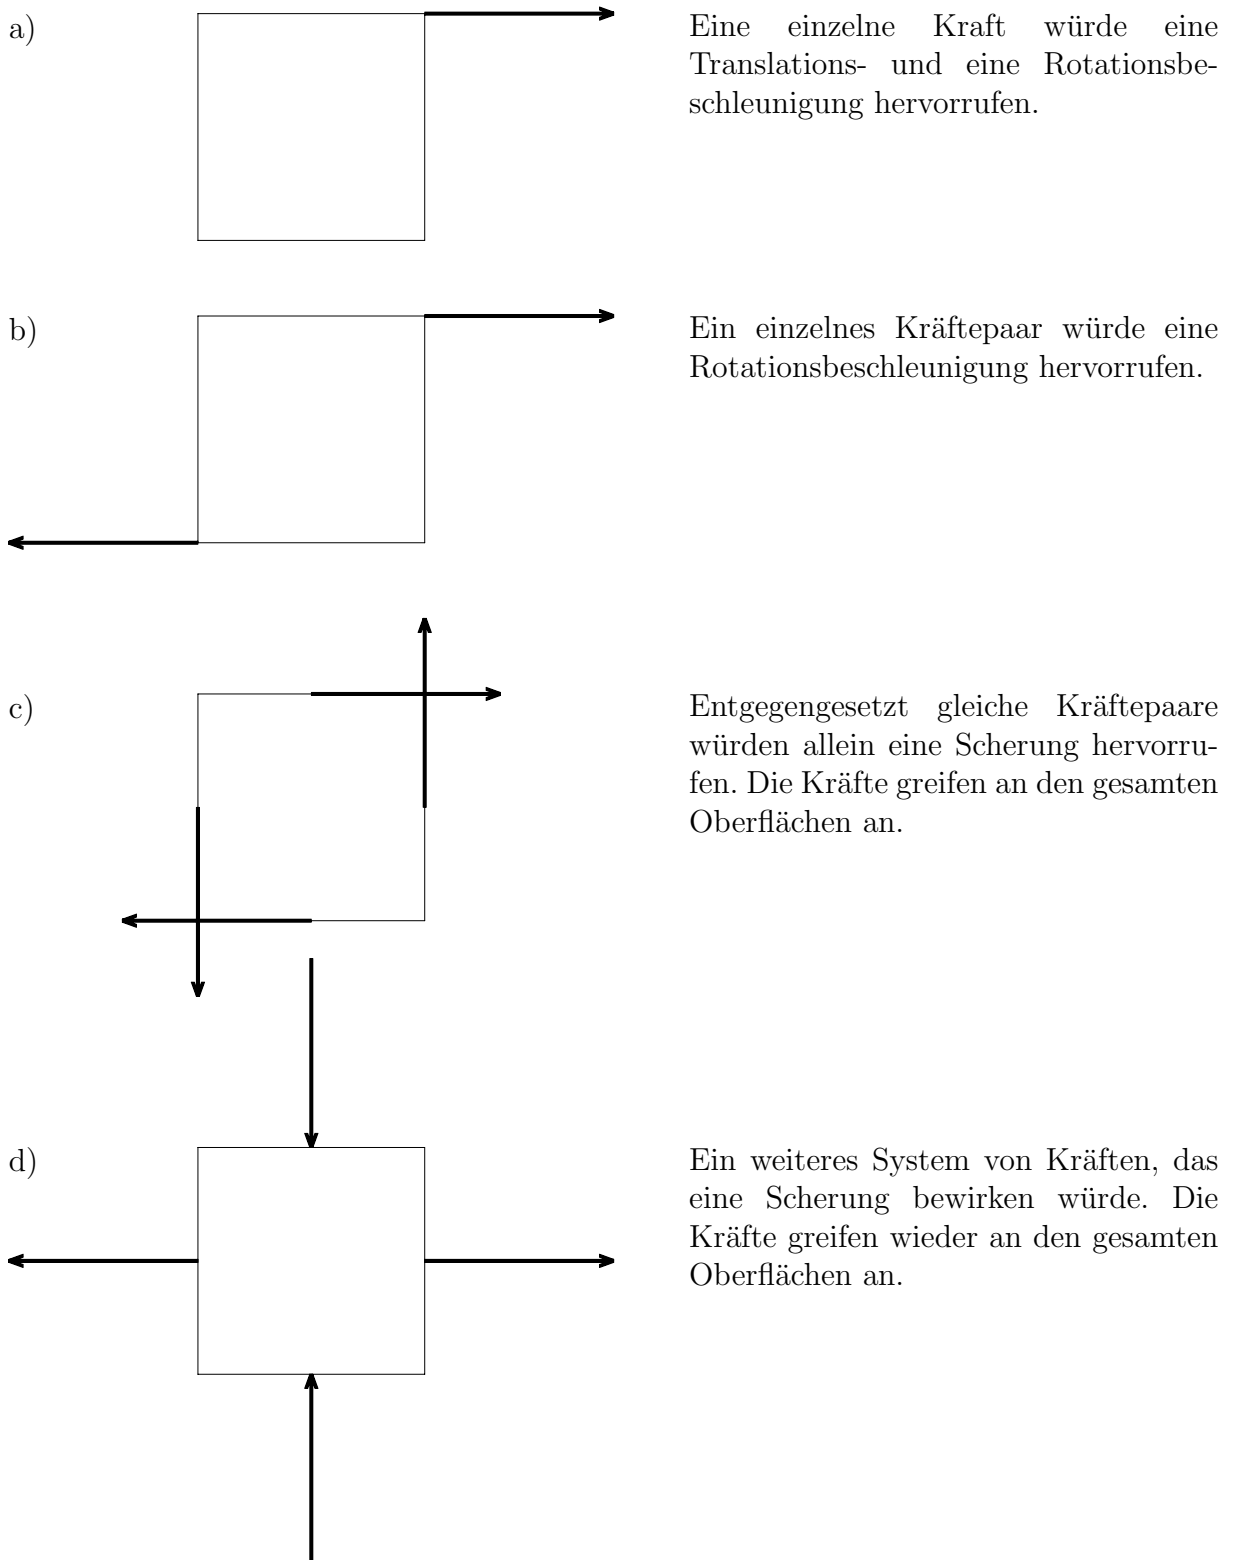 a)
Eine einzelne Kraft würde eine
Translations- und eine Rotationsbe-
schleunigung hervorrufen.
b)
Ein einzelnes Kräftepaar würde eine
Rotationsbeschleunigung hervorrufen.
c)
Entgegengesetzt gleiche Kräftepaare
würden allein eine Scherung hervorru-
fen. Die Kräfte greifen an den gesamten
Oberflächen an.
d)
Ein weiteres System von Kräften, das
eine Scherung bewirken würde. Die
Kräfte greifen wieder an den gesamten
Oberflächen an.